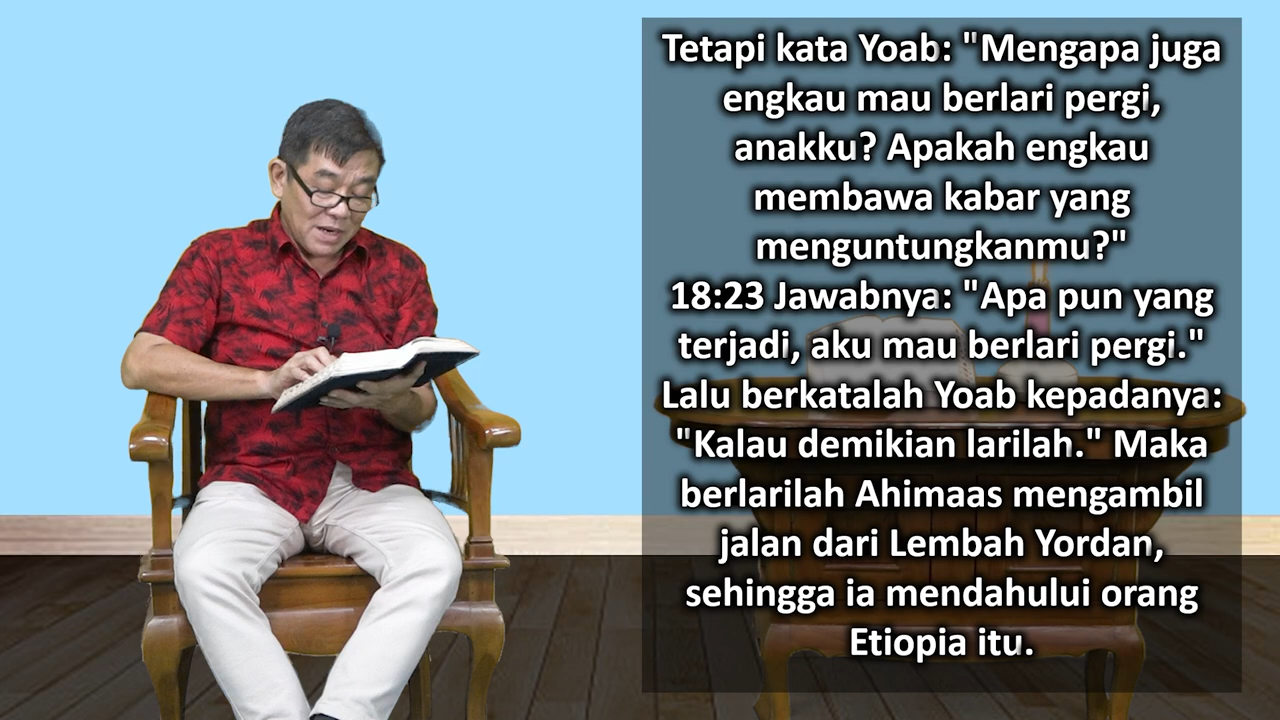 Tetapi kata Yoab: "Mengapa juga
engkau mau berlari pergi,
anakku? Apakah engkau
membawa kabar yang
menguntungkanmu?"
18:23 Jawabnya: "Apa pun yang
terjadi, aku mau berlari pergi."
Lalu berkatalah Yoab kepadanya:
"Kalau demikian larilah." Maka
berlarilah Ahimaas mengambil
jalan dari Lembah Yordan,
sehingga ia mendahului orang
Etiopia itu.